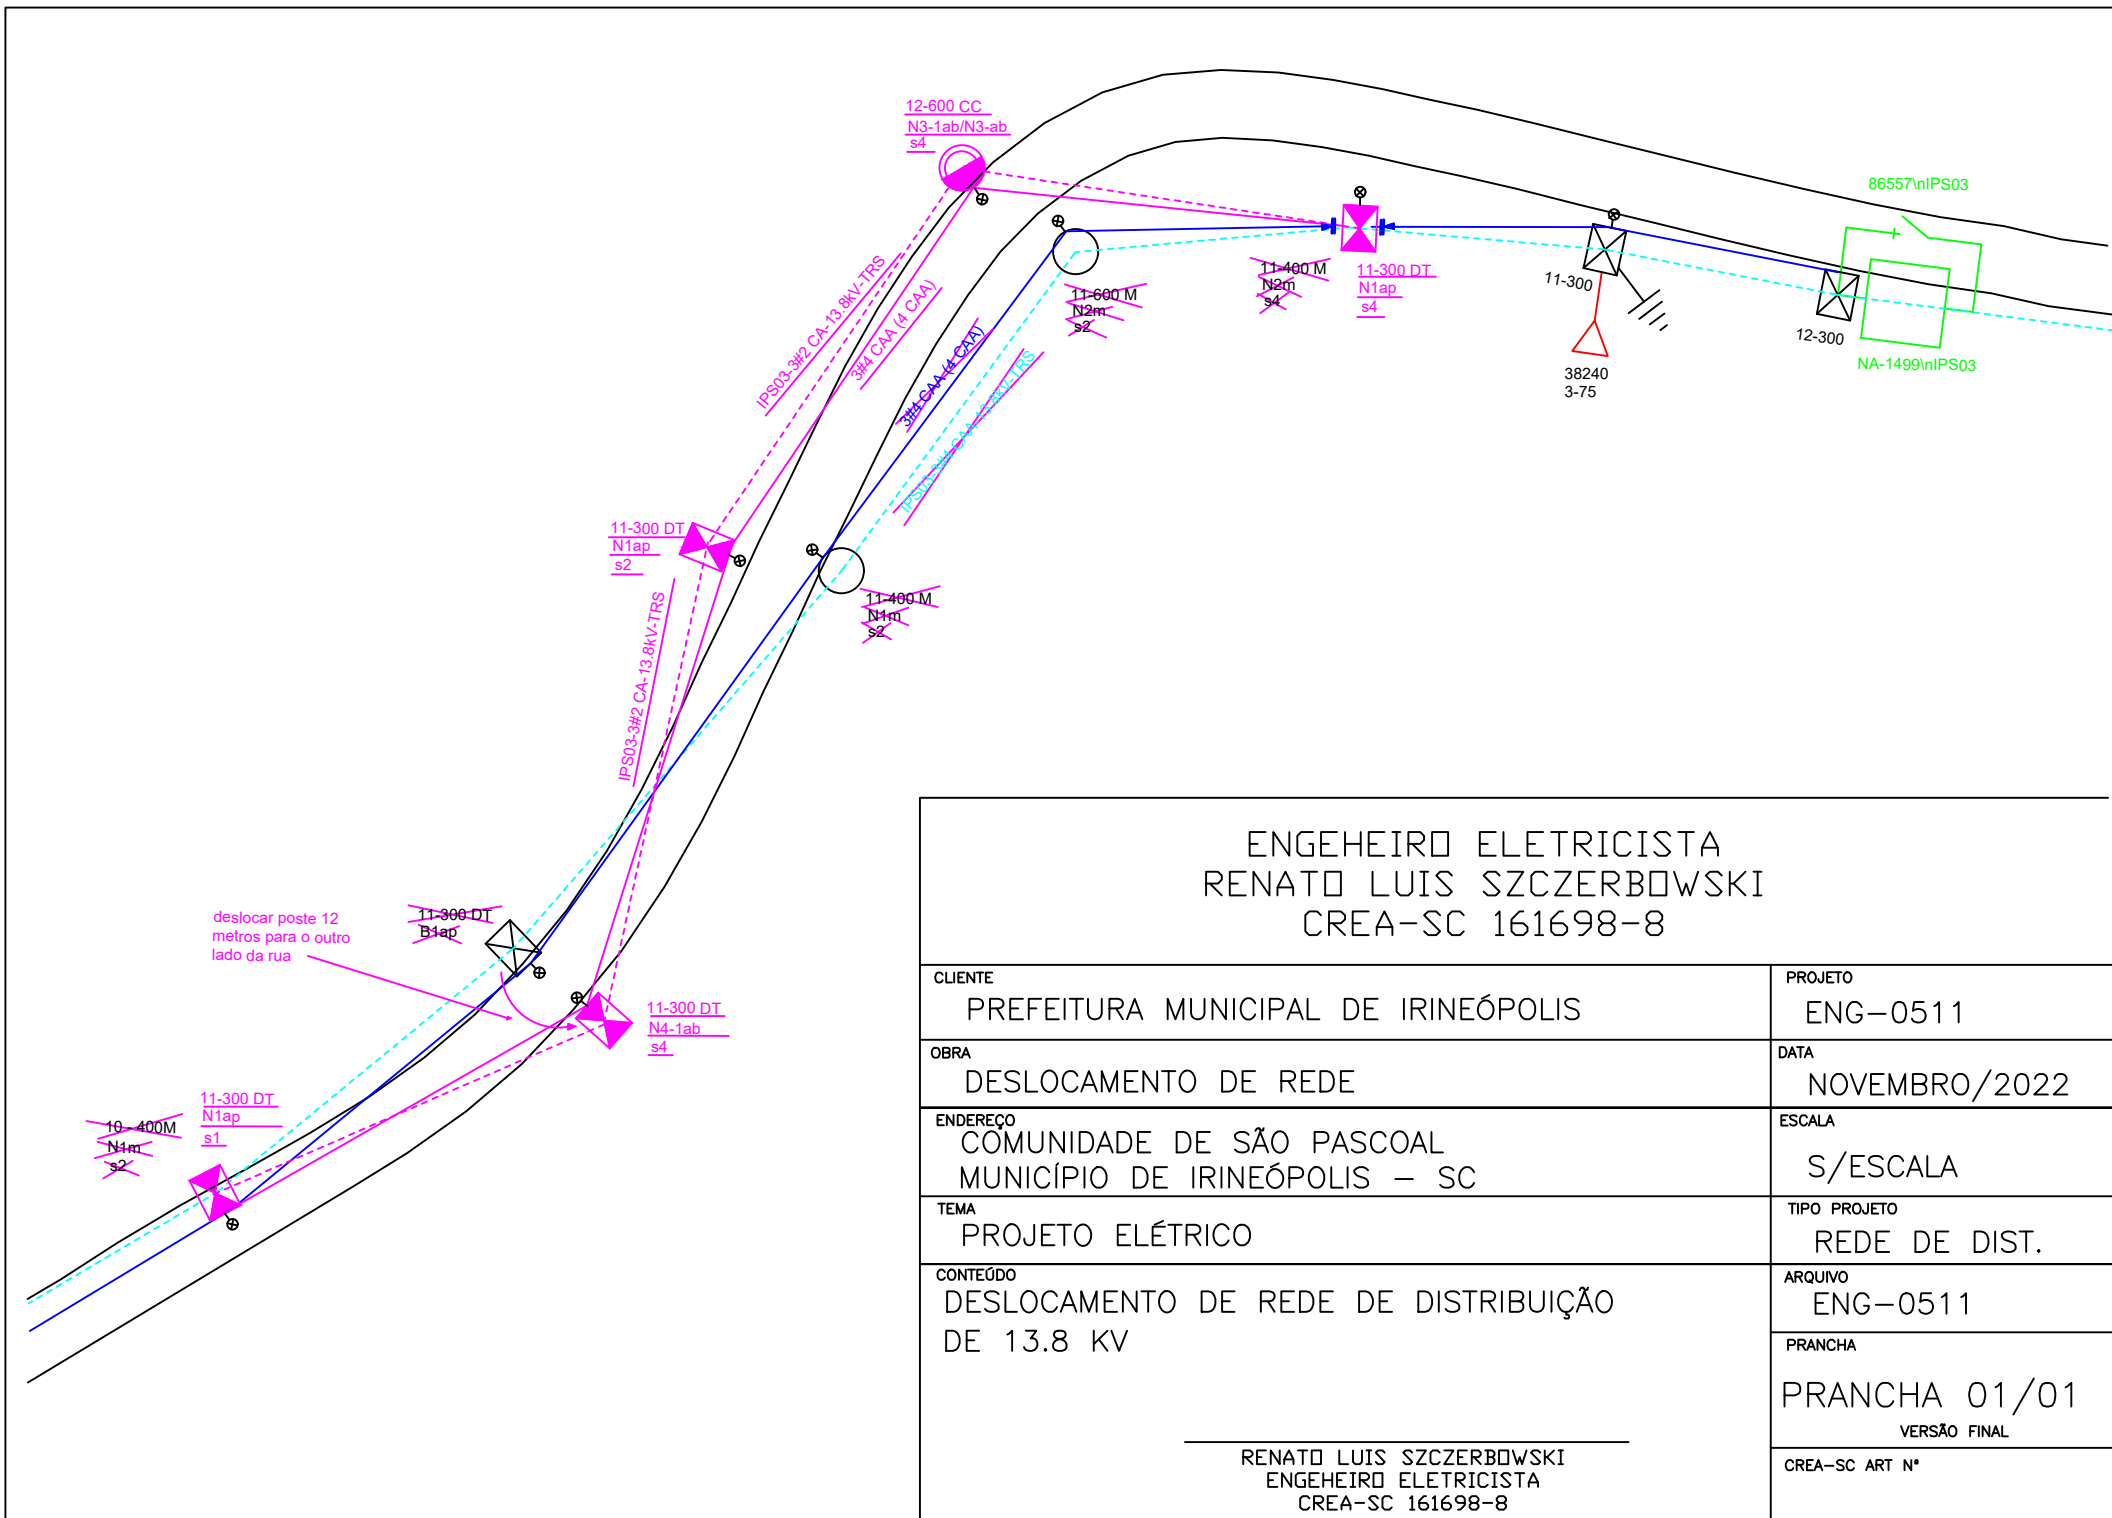 12-600 CC
N3-1ab/N3-ab
s4
86557\nIPS03
IPS03-3#2 CA-13.8kV-TRS
3#4 CAA (4 CAA)
3#4 CAA (4 CAA)
IPS03-3#4 CAA-13.8kV-TRS
11-600 M
N2m
s2
11-400 M
N2m
s4
11-300 DT
N1ap
s4
11-300
38240
3-75
12-300
NA-1499\nIPS03
11-300 DT
N1ap
s2
11-400 M
N1m
s2
IPS03-3#2 CA-13.8kV-TRS
deslocar poste 12
metros para o outro
lado da rua
11-300 DT
B1ap
11-300 DT
N4-1ab
s4
11-300 DT
N1ap
s1
10 - 400M
N1m
s2
ENGEHEIRO ELETRICISTA
RENATO LUIS SZCZERBOWSKI
CREA-SC 161698-8
CLIENTE
PREFEITURA MUNICIPAL DE IRINEÓPOLIS
PROJETO
ENG-0511
OBRA
DESLOCAMENTO DE REDE
DATA
NOVEMBRO/2022
ENDEREÇO
COMUNIDADE DE SÃO PASCOAL
MUNICÍPIO DE IRINEÓPOLIS - SC
ESCALA
S/ESCALA
TEMA
PROJETO ELÉTRICO
TIPO PROJETO
REDE DE DIST.
CONTEÚDO
DESLOCAMENTO DE REDE DE DISTRIBUIÇÃO
DE 13.8 KV
ARQUIVO
ENG-0511
PRANCHA
PRANCHA 01/01
VERSÃO FINAL
CREA-SC ART Nº
RENATO LUIS SZCZERBOWSKI
ENGEHEIRO ELETRICISTA
CREA-SC 161698-8